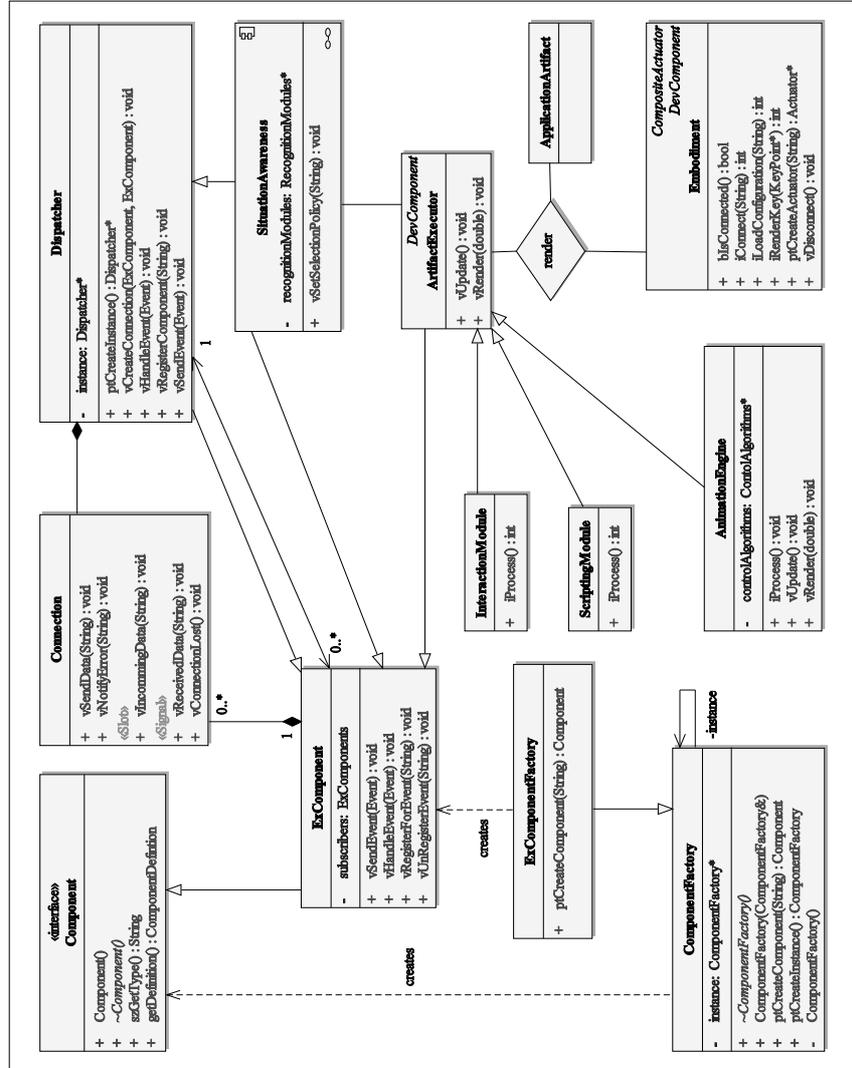 «interface»
Component
+ Component()
+ ~Component()
+ szGetType() : String
+ getDefinition() : ComponentDefinition
Connection
+ vSendData(String) : void
+ vNotifyError(String) : void
«Slot»
+ vIncommingData(String) : void
«Signal»
+ vReceivedData(String) : void
+ vConnectionLost() : void
Dispatcher
- instance: Dispatcher*
+ ptCreateInstance() : Dispatcher*
+ vCreateConnection(ExComponent, ExComponent) : void
+ vHandleEvent(Event) : void
+ vRegisterComponent(String) : void
+ vSendEvent(Event) : void
0..*
1
1
0..*
SituationAwareness
- recognitionModules: RecognitionModules*
+ vSetSelectionPolicy(String) : void
ExComponent
- subscribers: ExComponents
+ vSendEvent(Event) : void
+ vHandleEvent(Event) : void
+ vRegisterForEvent(String) : void
+ vUnRegisterEvent(String) : void
DevComponent
ArtifactExecutor
+ vUpdate() : void
+ vRender(double) : void
creates
creates
InteractionModule
+ iProcess() : int
ApplicationArtifact
render
ExComponentFactory
+ ptCreateComponent(String) : Component
ScriptingModule
+ iProcess() : int
CompositeActuator
DevComponent
Embodiment
+ bIsConnected() : bool
+ iConnect(String) : int
+ iLoadConfiguration(String) : int
+ iRenderKey(KeyPoint*) : int
+ ptCreateActuator(String) : Actuator*
+ vDisconnect() : void
ComponentFactory
- instance: ComponentFactory*
+ ~ComponentFactory()
+ ComponentFactory(ComponentFactory&)
+ ptCreateComponent(String) : Component
+ ptCreateInstance() : ComponentFactory
- ComponentFactory()
-instance
AnimationEngine
- controlAlgorithms: ContolAlgorithms*
+ iProcess() : void
+ vUpdate() : void
+ vRender(double) : void